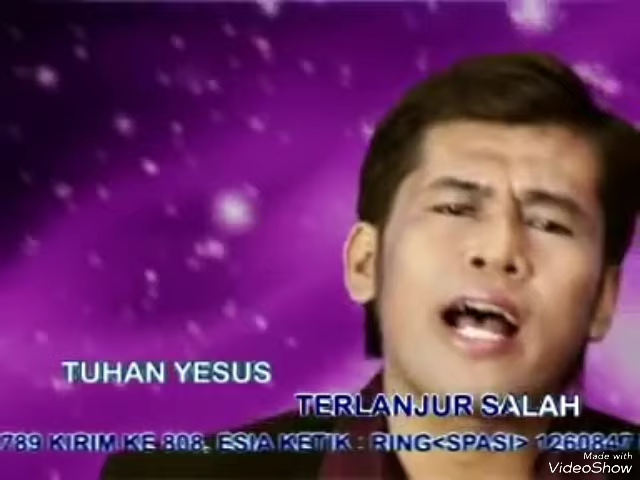 TUHAN YESUS
TERLANJUR SALAH
789 KIRIM KE 808, ESIA KETIK : RING<SPASI> 1260847
Made with
VideoShow